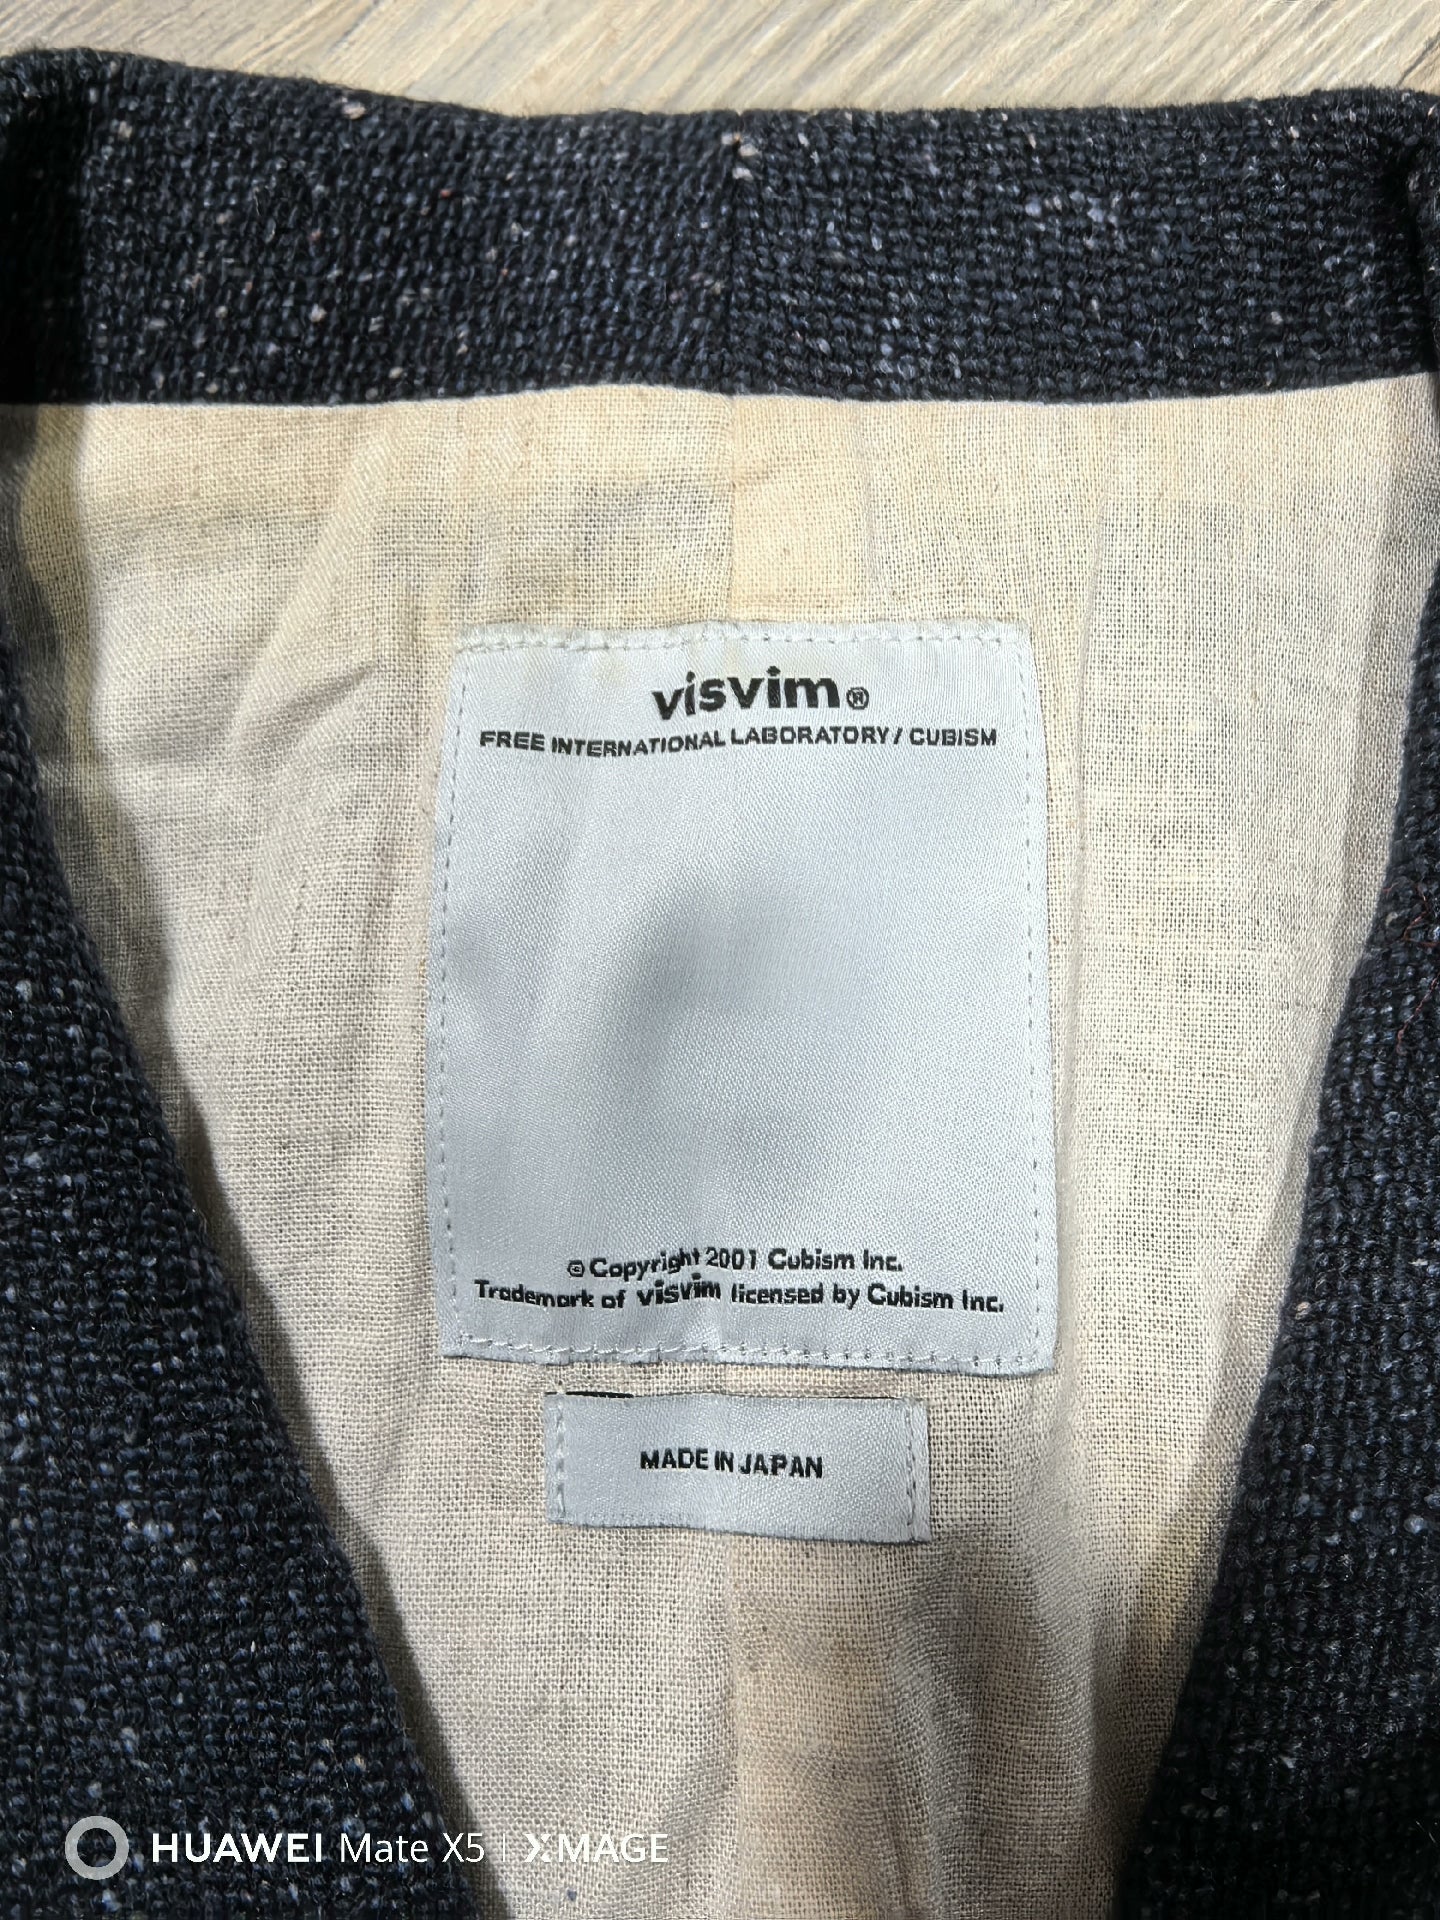 visvim®
FREE INTERNATIONAL LABORATORY / CUBISM
© Copyright 2001 Cubism Inc.
Trademark of visvim licensed by Cubism Inc.
MADE IN JAPAN
HUAWEI Mate X5 | XMAGE